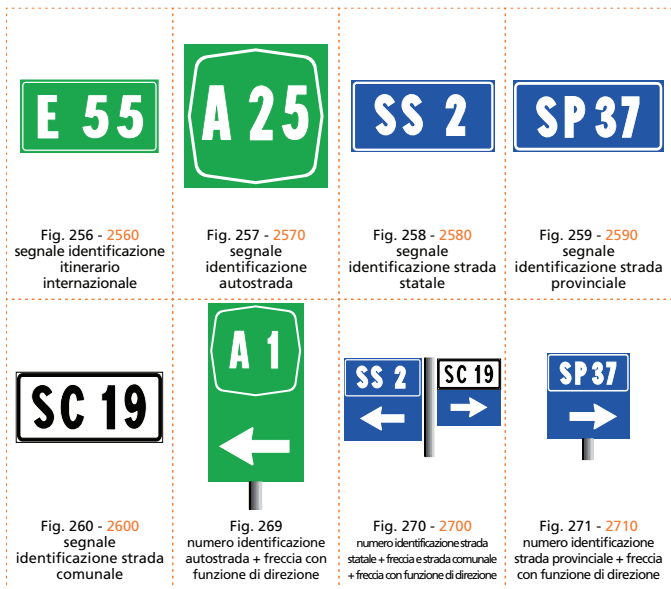 E 55
Fig. 256 - 2560
segnale identificazione
itinerario
internazionale
A 25
Fig. 257 - 2570
segnale
identificazione
autostrada
SS 2
Fig. 258 - 2580
segnale
identificazione strada
statale
SP 37
Fig. 259 - 2590
segnale
identificazione strada
provinciale
SC 19
Fig. 260 - 2600
segnale
identificazione strada
comunale
A 1
Fig. 269
numero identificazione
autostrada + freccia con
funzione di direzione
SS 2
SC 19
Fig. 270 - 2700
numero identificazione strada
statale + freccia e strada comunale
+ freccia con funzione di direzione
SP 37
Fig. 271 - 2710
numero identificazione
strada provinciale + freccia
con funzione di direzione